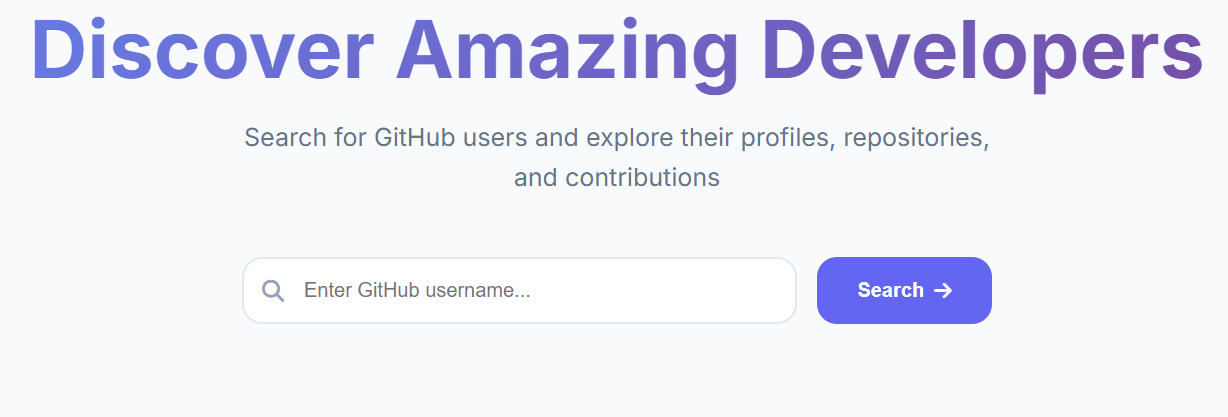 Discover Amazing Developers
Search for GitHub users and explore their profiles, repositories,
and contributions
Enter GitHub username...
Search